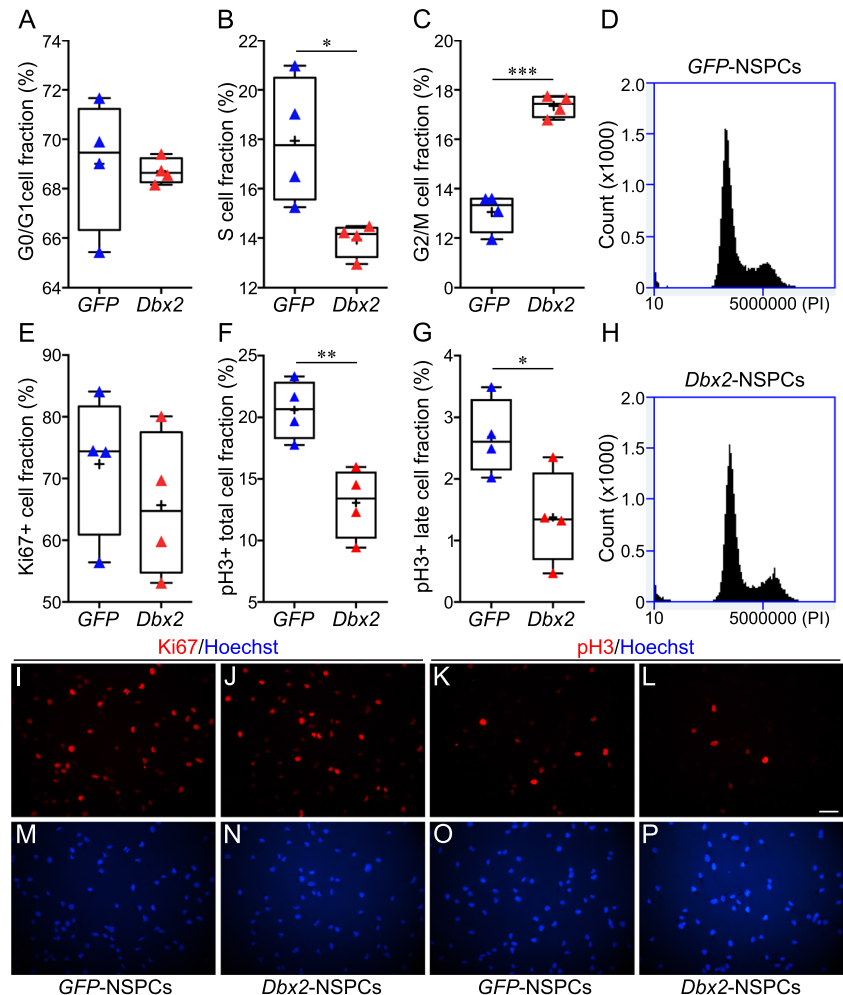 A
G0/G1cell fraction (%)
74
72
70
68
66
64
GFP Dbx2
B
S cell fraction (%)
22
20
18
16
14
12
*
GFP Dbx2
C
G2/M cell fraction (%)
20
18
16
14
12
0
***
GFP Dbx2
D
GFP-NSPCs
Count (x1000)
2.0
1.5
1.0
0.5
0
10 5000000 (PI)
E
Ki67+ cell fraction (%)
90
80
70
60
50
GFP Dbx2
F
pH3+ total cell fraction (%)
25
20
15
10
5
**
GFP Dbx2
G
pH3+ late cell fraction (%)
4
3
2
1
0
*
GFP Dbx2
H
Dbx2-NSPCs
Count (x1000)
2.0
1.5
1.0
0.5
0
10 5000000 (PI)
Ki67/Hoechst
pH3/Hoechst
I
J
K
L
M
N
O
P
GFP-NSPCs
Dbx2-NSPCs
GFP-NSPCs
Dbx2-NSPCs